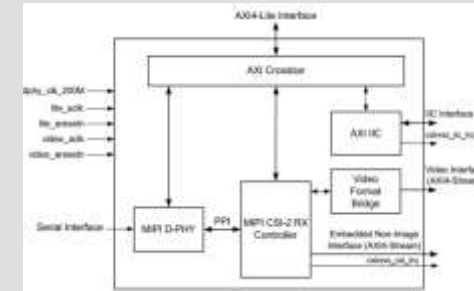 AXI4-Lite Interface
AXI Crossbar
dphy_clk_200M
lite_aclk
lite_aresetn
video_aclk
video_aresetn
AXI IIC
IIC Interface
Video
Format
Bridge
Video Interfa
(AXI4-Stream
Serial Interface
MIPI D-PHY
PPI
MIPI CSI-2 RX
Controller
Embedded Non-Image
Interface (AXI4-Stream)